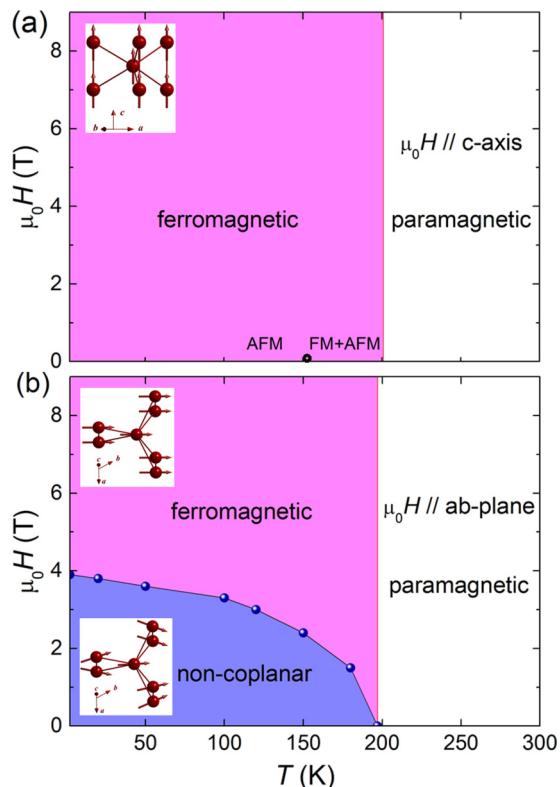 (a)
8
6
4
2
0
μ₀H (T)
c
b
a
μ₀H // c-axis
ferromagnetic
paramagnetic
AFM
FM+AFM
(b)
8
6
4
2
0
μ₀H (T)
c
b
a
ferromagnetic
μ₀H // ab-plane
paramagnetic
non-coplanar
c
b
a
50 100 150 200 250 300
T (K)